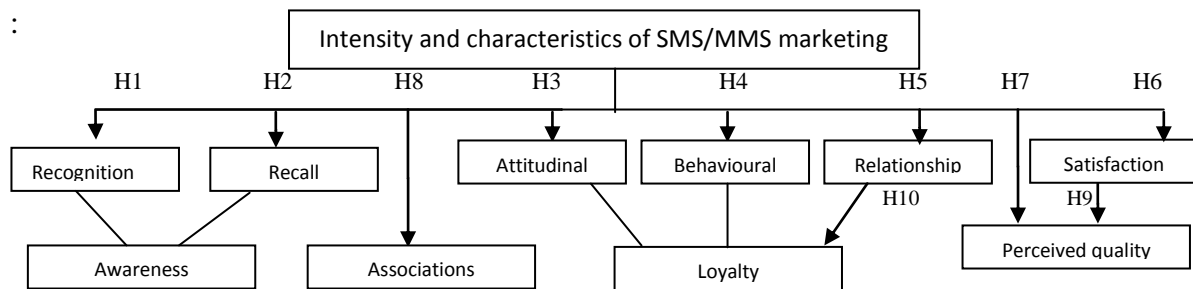 :
Intensity and characteristics of SMS/MMS marketing
H1 H2 H8 H3 H4 H5 H7 H6
Recognition Recall Attitudinal Behavioural Relationship Satisfaction
H10 H9
Awareness Associations Loyalty Perceived quality